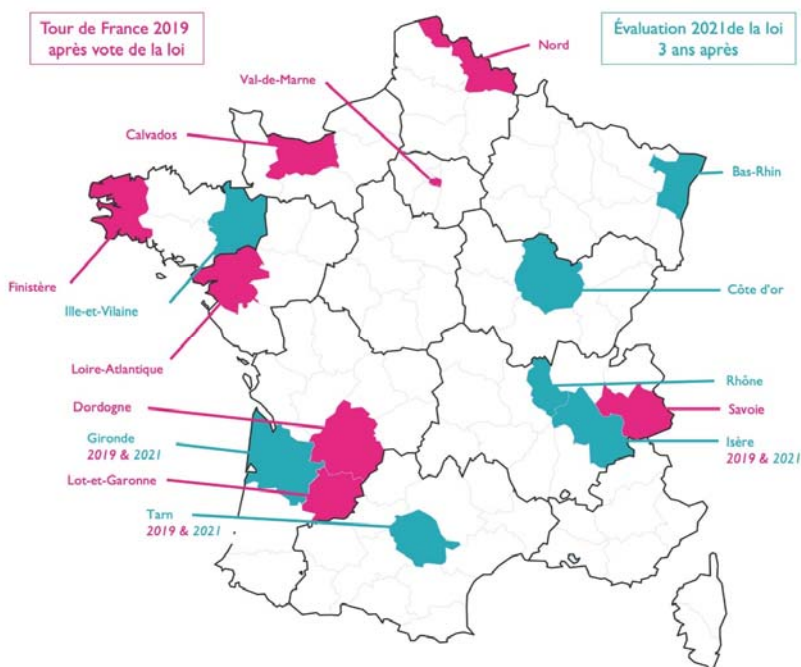 Tour de France 2019
après vote de la loi
Évaluation 2021de la loi
3 ans après
Nord
Val-de-Marne
Calvados
Bas-Rhin
Finistère
Ille-et-Vilaine
Côte d'or
Loire-Atlantique
Rhône
Dordogne
Savoie
Gironde
2019 & 2021
Isère
2019 & 2021
Lot-et-Garonne
Tarn
2019 & 2021